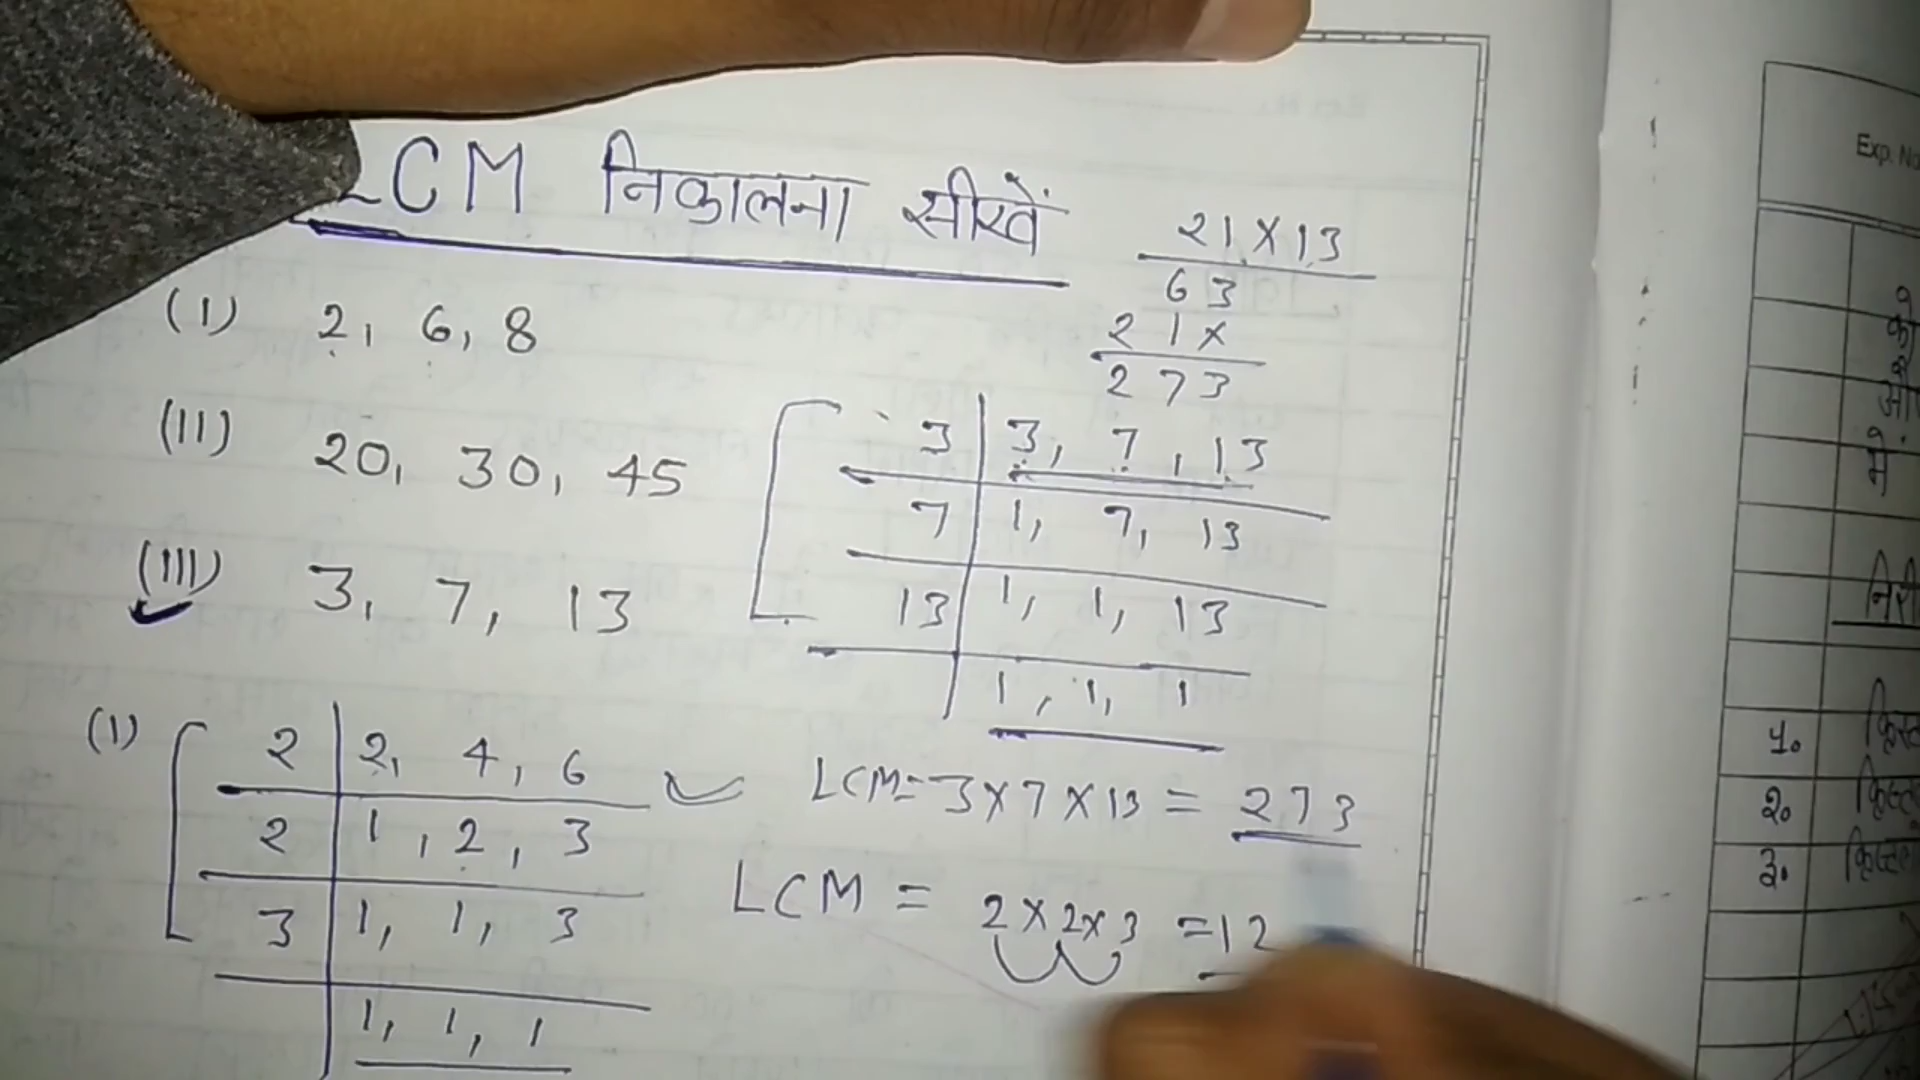 LCM निकालना सीखें
(I) 2, 6, 8
(II) 20, 30, 45
(III) 3, 7, 13
21 X 13
63
21x
273
3 | 3, 7, 13
7 | 1, 7, 13
13 | 1, 1, 13
1, 1, 1
LCM = 3 X 7 X 13 = 273
(I) 2 | 2, 4, 6
2 | 1, 2, 3
3 | 1, 1, 3
1, 1, 1
LCM = 2 X 2 x 3 = 12
Exp. No
को
में
1.
2.
3.